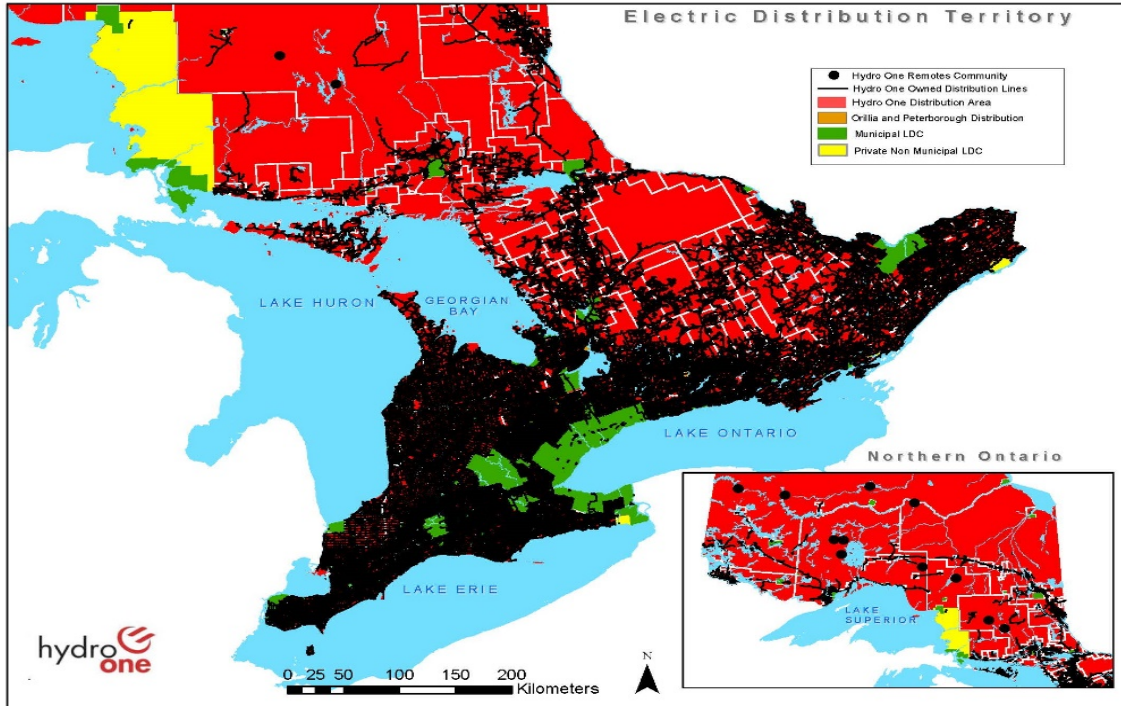 Electric Distribution Territory
Hydro One Remotes Community
Hydro One Owned Distribution Lines
Hydro One Distribution Area
Orillia and Peterborough Distribution
Municipal LDC
Private Non Municipal LDC
LAKE HURON
GEORGIAN
BAY
LAKE ONTARIO
Northern Ontario
LAKE ERIE
LAKE
SUPERIOR
hydro
one
N
0 25 50 100 150 200
Kilometers